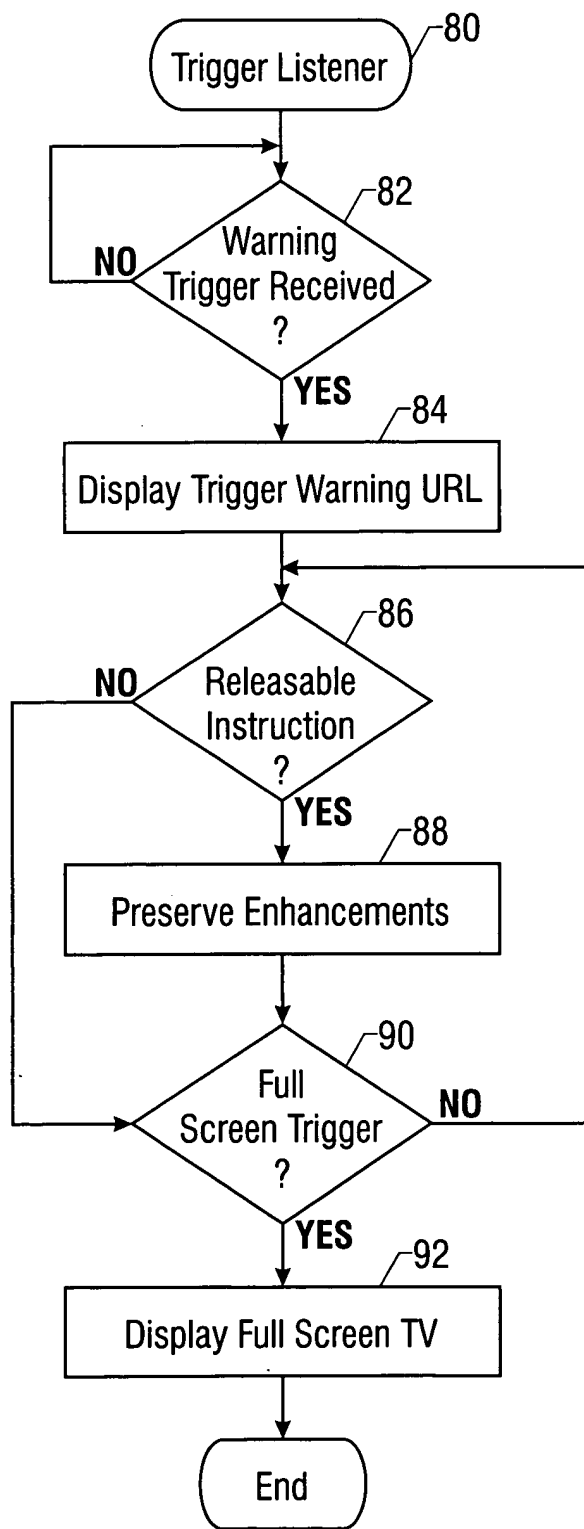 80
Trigger Listener
82
Warning
Trigger Received
?
NO
YES
84
Display Trigger Warning URL
86
NO
Releasable
Instruction
?
YES
88
Preserve Enhancements
90
Full
Screen Trigger
?
NO
YES
92
Display Full Screen TV
End